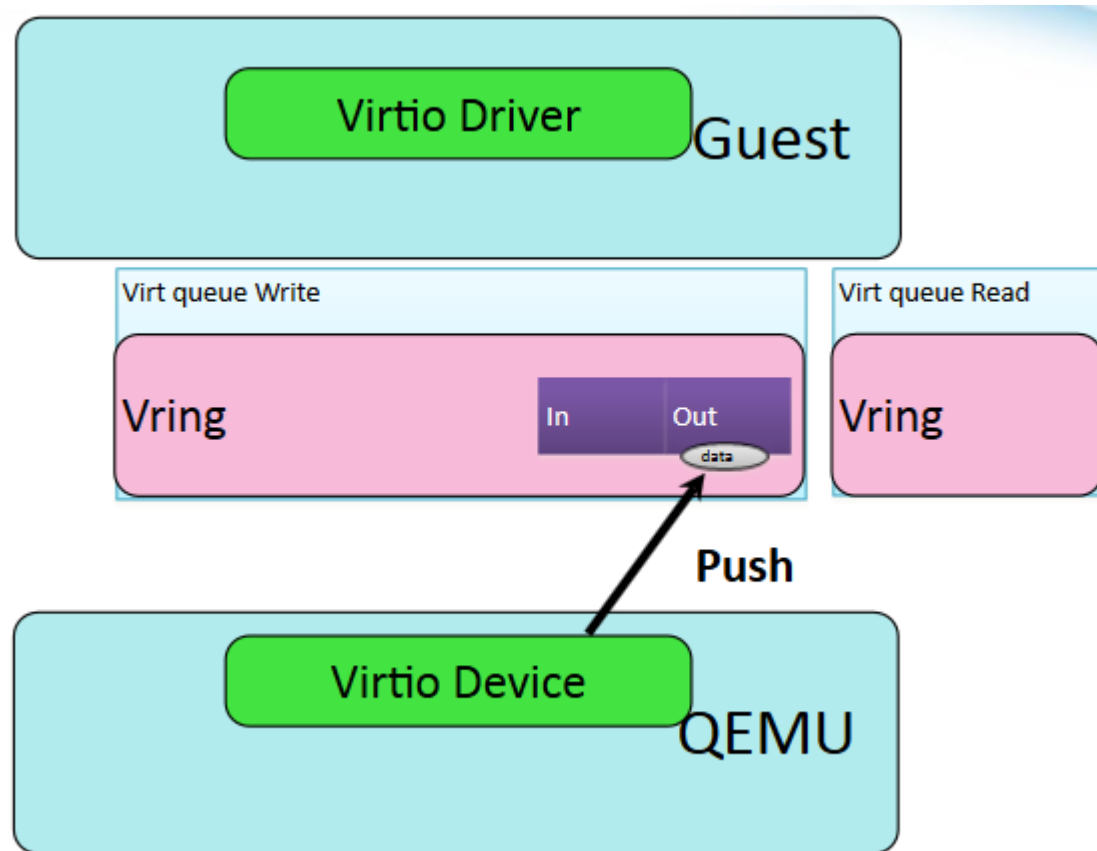 Virtio Driver
Guest
Virt queue Write
Virt queue Read
Vring
In
Out
data
Vring
Push
Virtio Device
QEMU